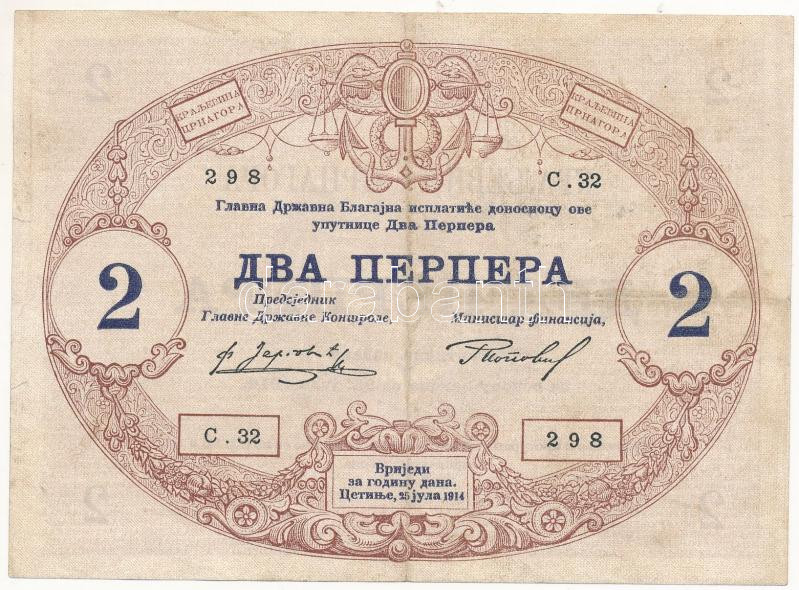 КРАЉЕВИНА
ЦРНАГОРА
КРАЉЕВИНА
ЦРНАГОРА
298
С.32
Главна Државна Благајна исплатиће доносиоцу ове
упутнице Два Перпера
2
ДВА ПЕРПЕРА
2
darabanth
Предсједник
Главне Државне Контроле,
Министар финансија,
С.32
298
Вриједи
за годину дана.
Цетиње, 25 јула 1914